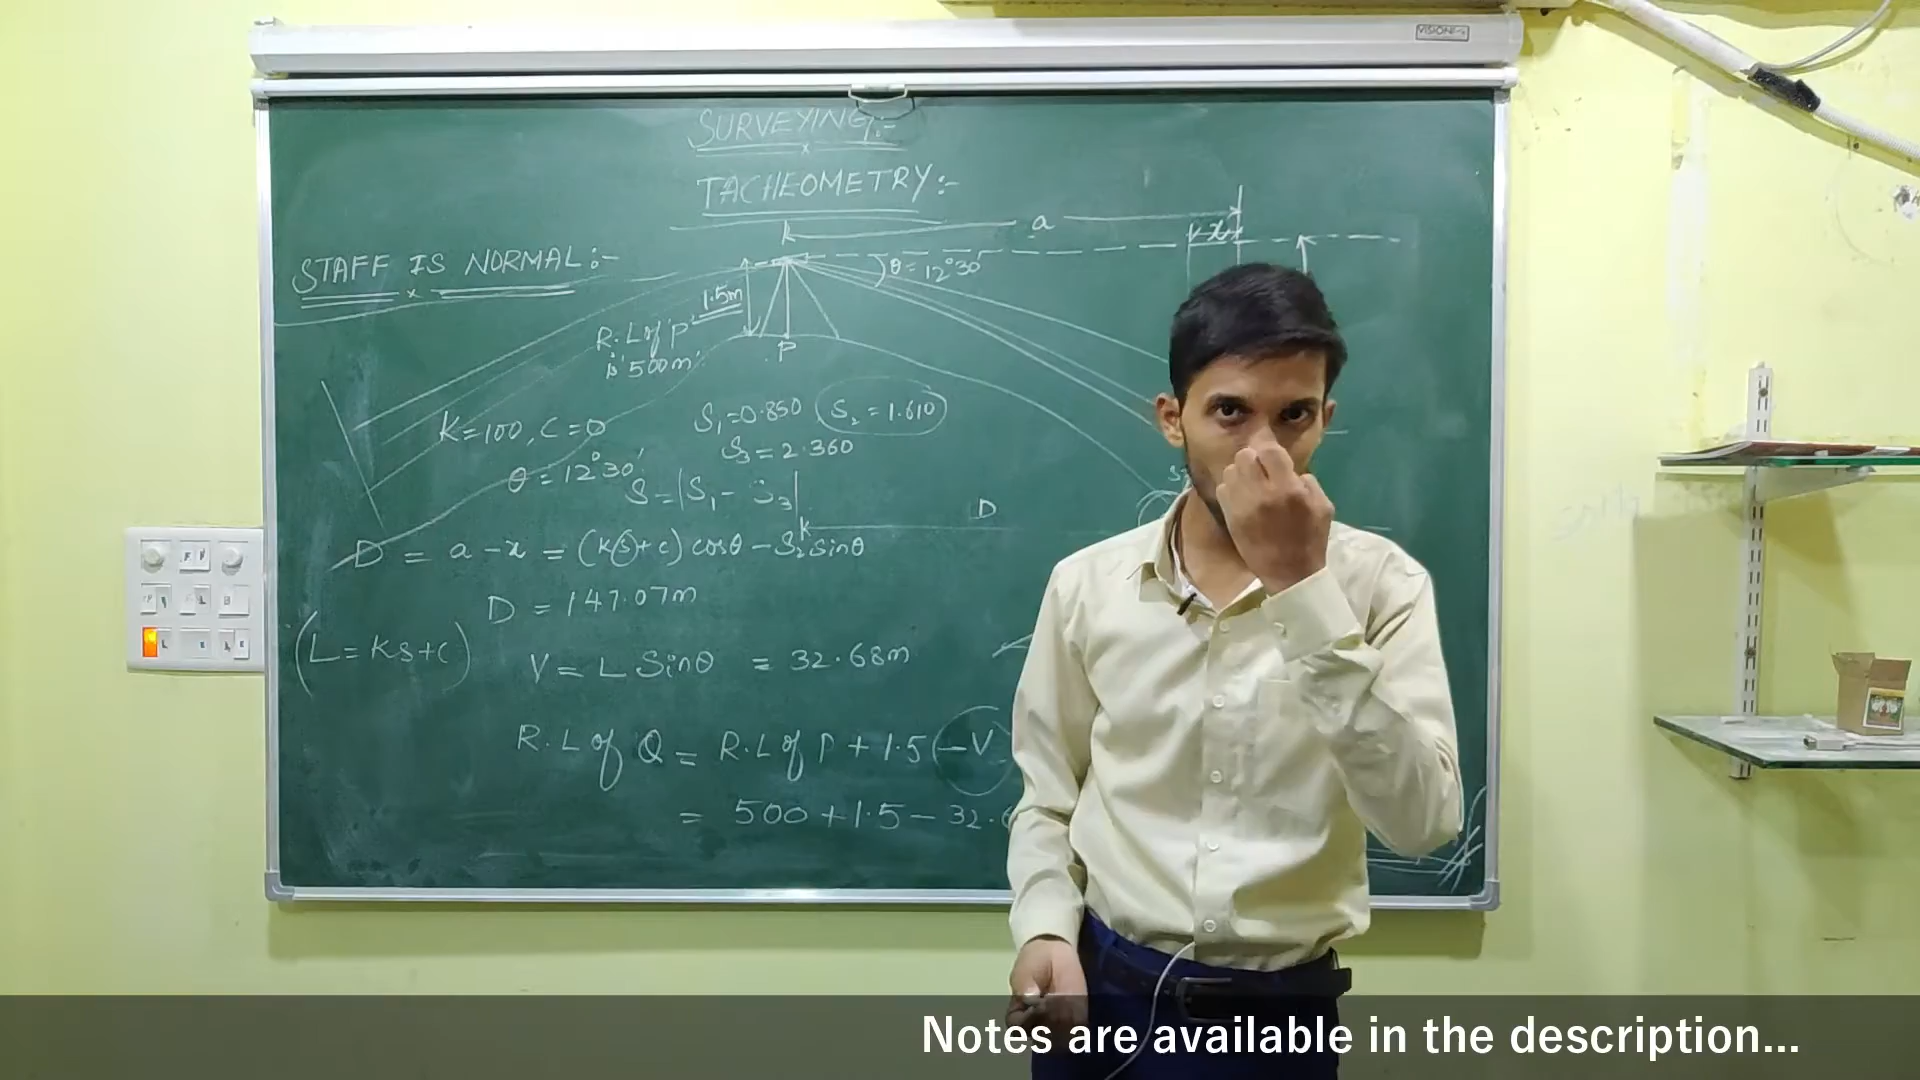 VISION
SURVEYING:-
TACHEOMETRY:-
a
x
STAFF IS NORMAL:-
θ = 12°30'
1.5m
R.L of 'P'
is '500m'
P
K=100, C=0
S₁=0.850 S₂ = 1.610
S₃ = 2.360
θ = 12°30'
S = |S₁ - S₃|
D
D = a - x = (KS+C) cosθ - S₂ sinθ
D = 147.07m
(L = KS+C)
V = L Sinθ = 32.68m
R.L of Q = R.L of P + 1.5 - V
= 500 + 1.5 - 32.
Notes are available in the description...